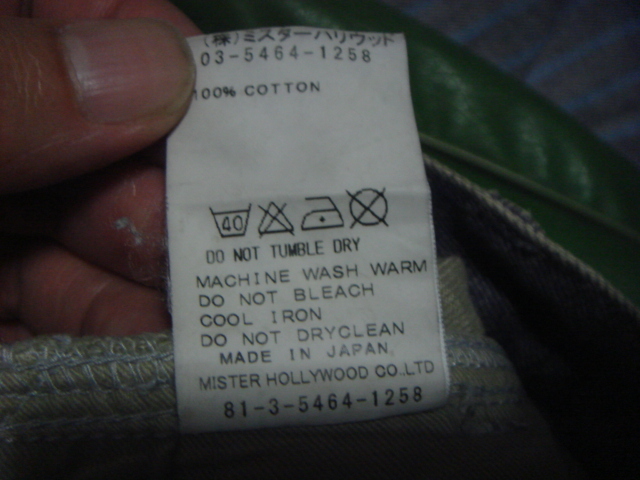 (株)ミスターハリウッド
03-5464-1258
100% COTTON
40
DO NOT TUMBLE DRY
MACHINE WASH WARM
DO NOT BLEACH
COOL IRON
DO NOT DRYCLEAN
MADE IN JAPAN.
MISTER HOLLYWOOD CO.,LTD
81-3-5464-1258